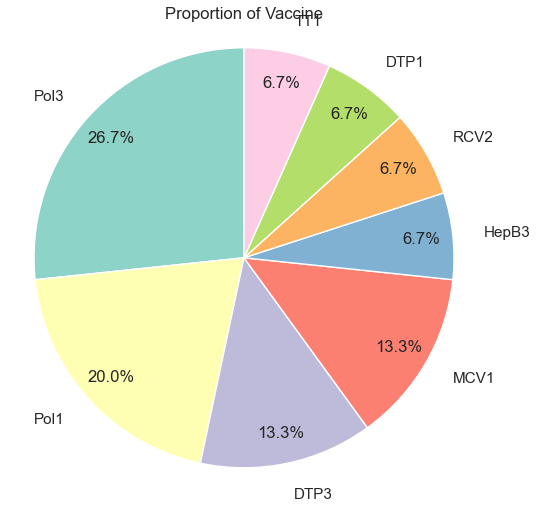 Proportion of Vaccine
TT1
6.7%
DTP1
6.7%
Pol3
26.7%
RCV2
6.7%
HepB3
6.7%
MCV1
13.3%
Pol1
20.0%
DTP3
13.3%